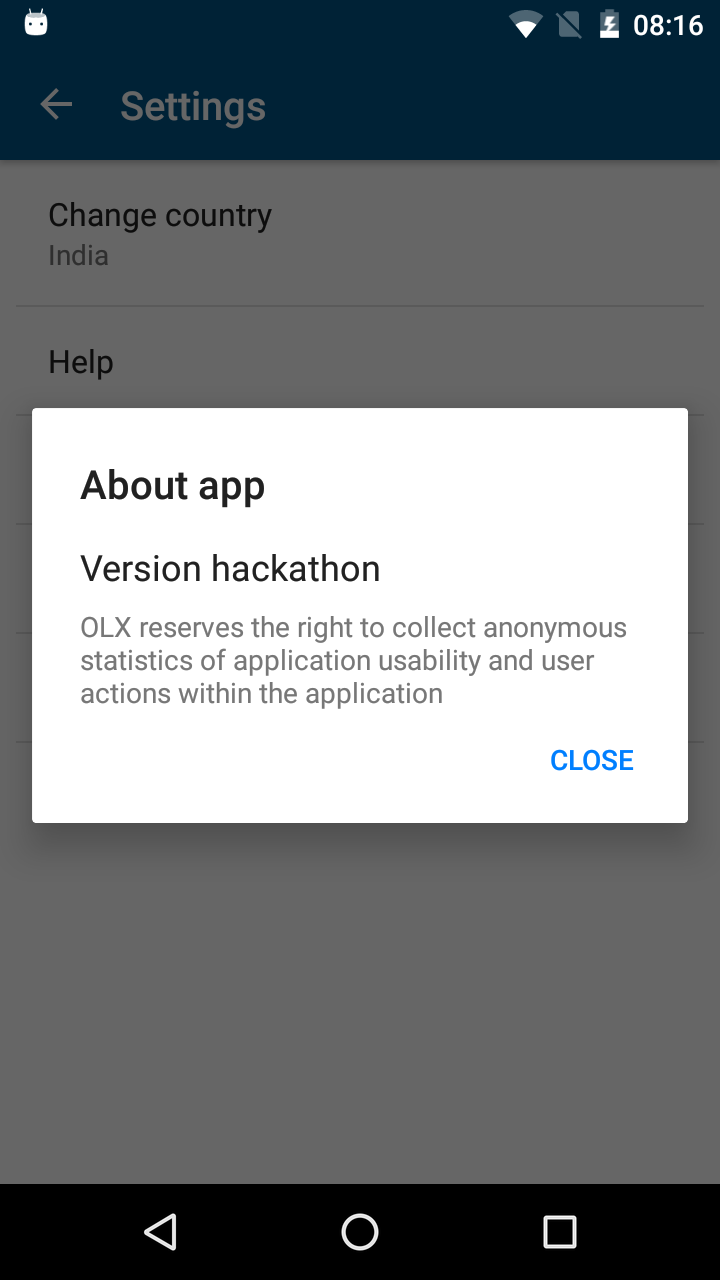 08:16
Settings
Change country
India
Help
About app
Version hackathon
OLX reserves the right to collect anonymous
statistics of application usability and user
actions within the application
CLOSE